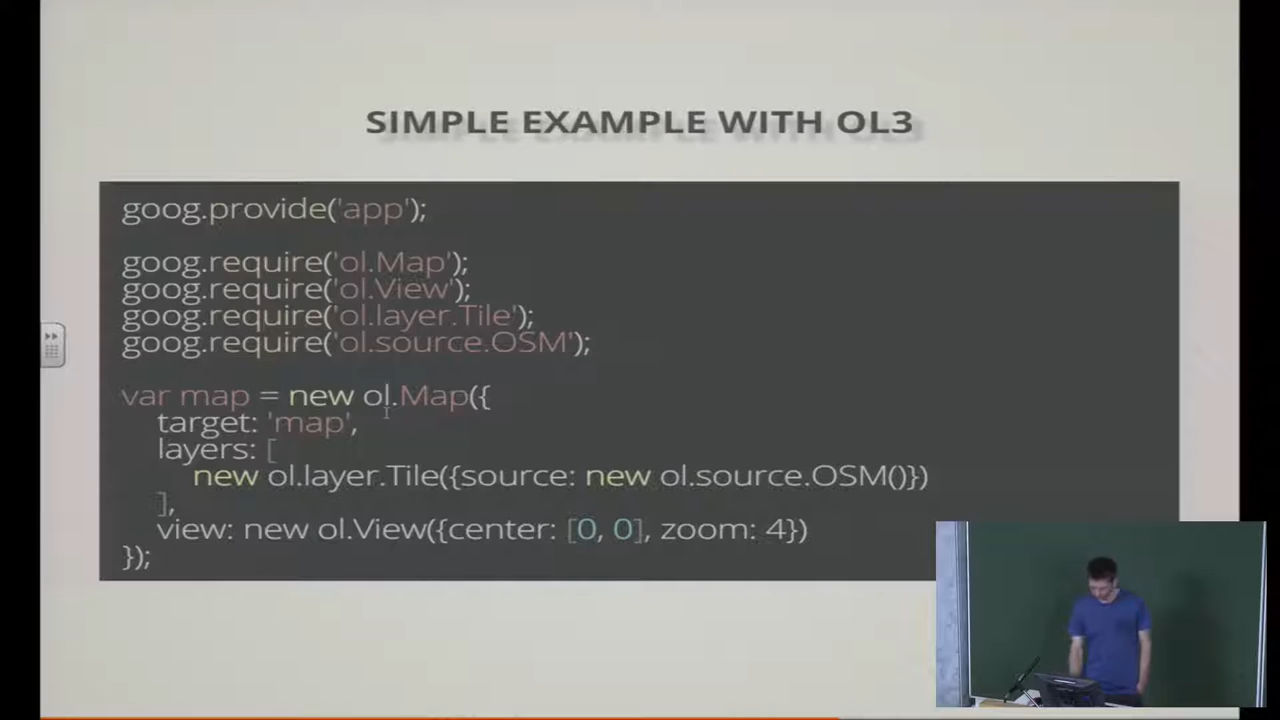 SIMPLE EXAMPLE WITH OL3
goog.provide('app');
goog.require('ol.Map');
goog.require('ol.View');
goog.require('ol.layer.Tile');
goog.require('ol.source.OSM');
var map = new ol.Map({
target: 'map',
layers: [
new ol.layer.Tile({source: new ol.source.OSM()})
],
view: new ol.View({center: [0, 0], zoom: 4})
});